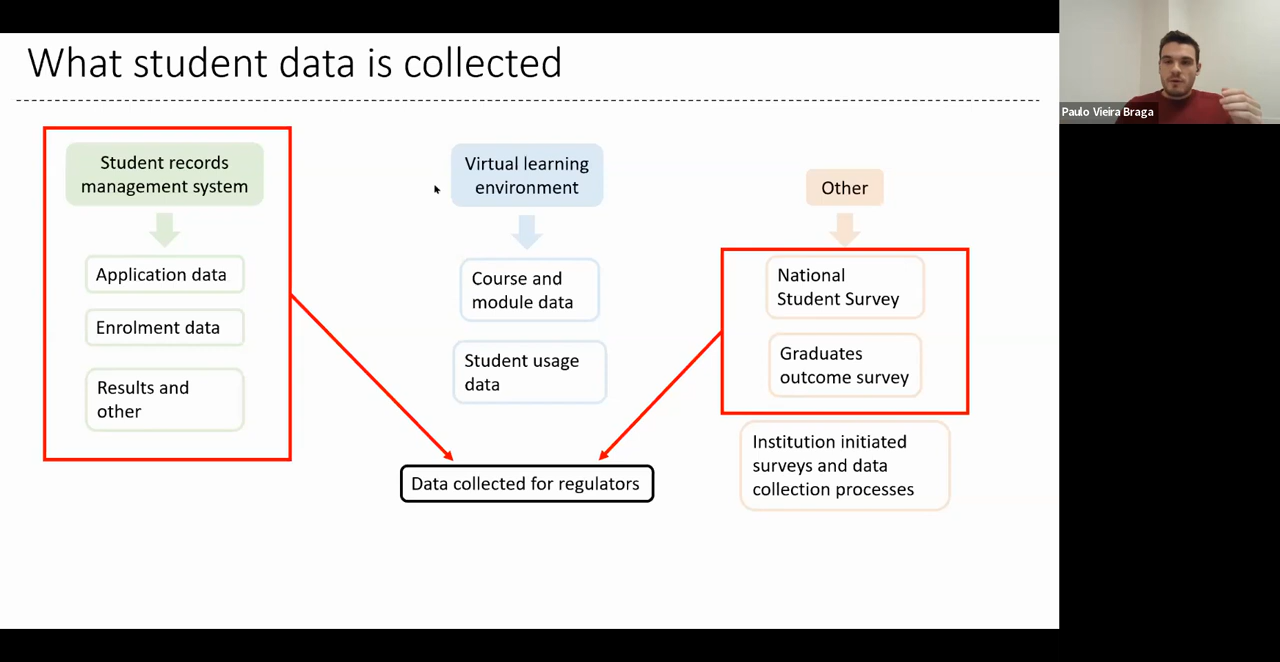 What student data is collected
Paulo Vieira Braga
Student records
management system
Application data
Enrolment data
Results and
other
Virtual learning
environment
Course and
module data
Student usage
data
Other
National
Student Survey
Graduates
outcome survey
Institution initiated
surveys and data
collection processes
Data collected for regulators